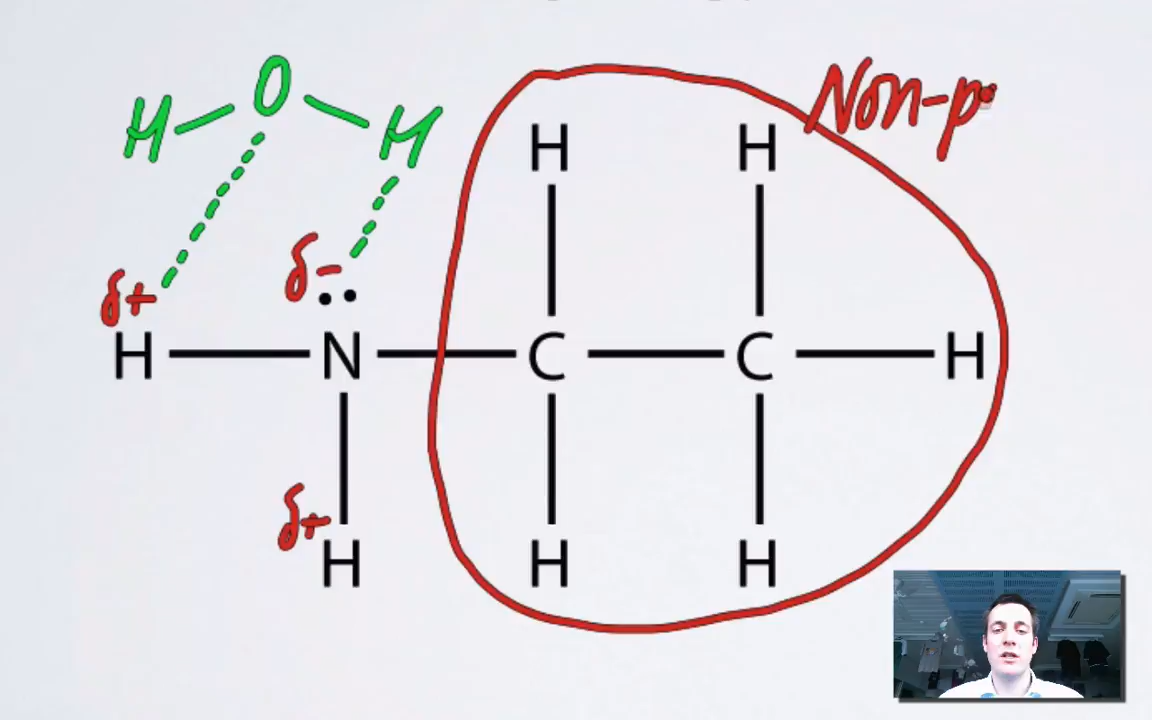 H O H Non-p
H H
δ+ δ-
H N C C H
δ+
H H H